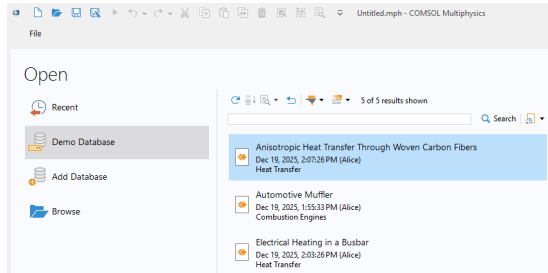 Untitled.mph - COMSOL Multiphysics
File
Open
Recent
Demo Database
Add Database
Browse
5 of 5 results shown
Search
Anisotropic Heat Transfer Through Woven Carbon Fibers
Dec 19, 2025, 2:07:26 PM (Alice)
Heat Transfer
Automotive Muffler
Dec 19, 2025, 1:55:33 PM (Alice)
Combustion Engines
Electrical Heating in a Busbar
Dec 19, 2025, 2:03:26 PM (Alice)
Heat Transfer